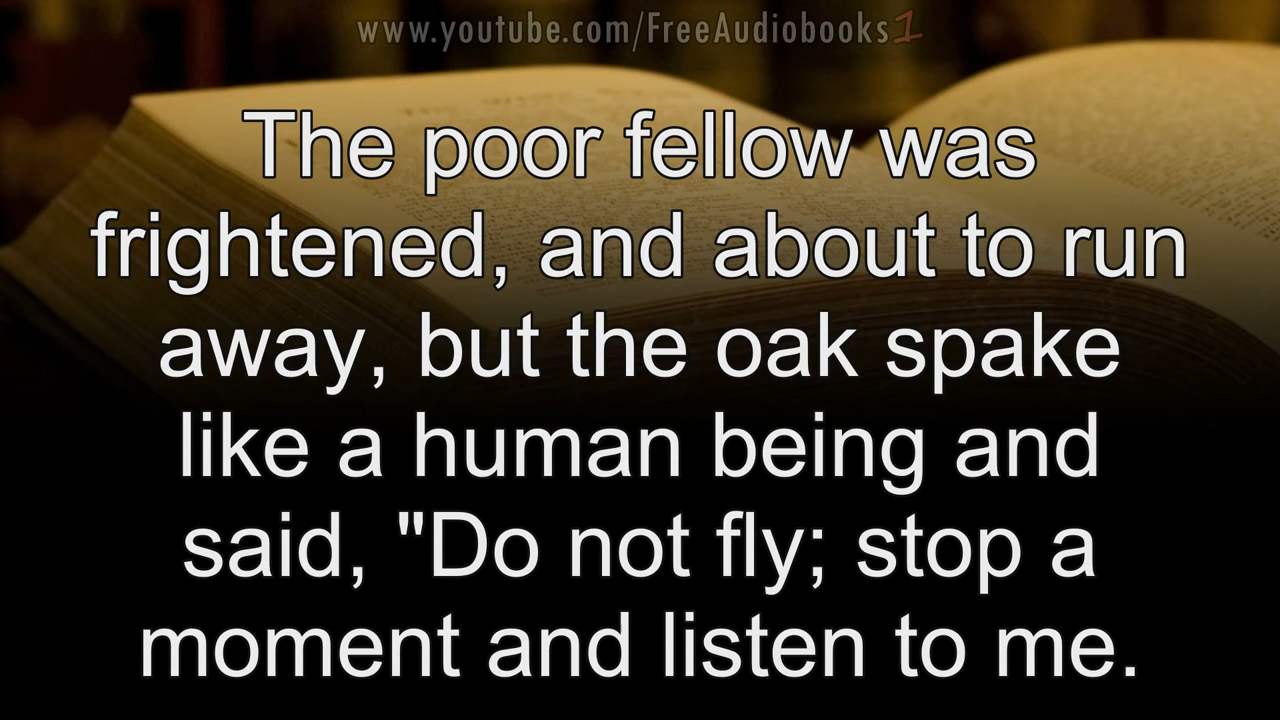 www.youtube.com/FreeAudiobooks1
The poor fellow was
frightened, and about to run
away, but the oak spake
like a human being and
said, "Do not fly; stop a
moment and listen to me.